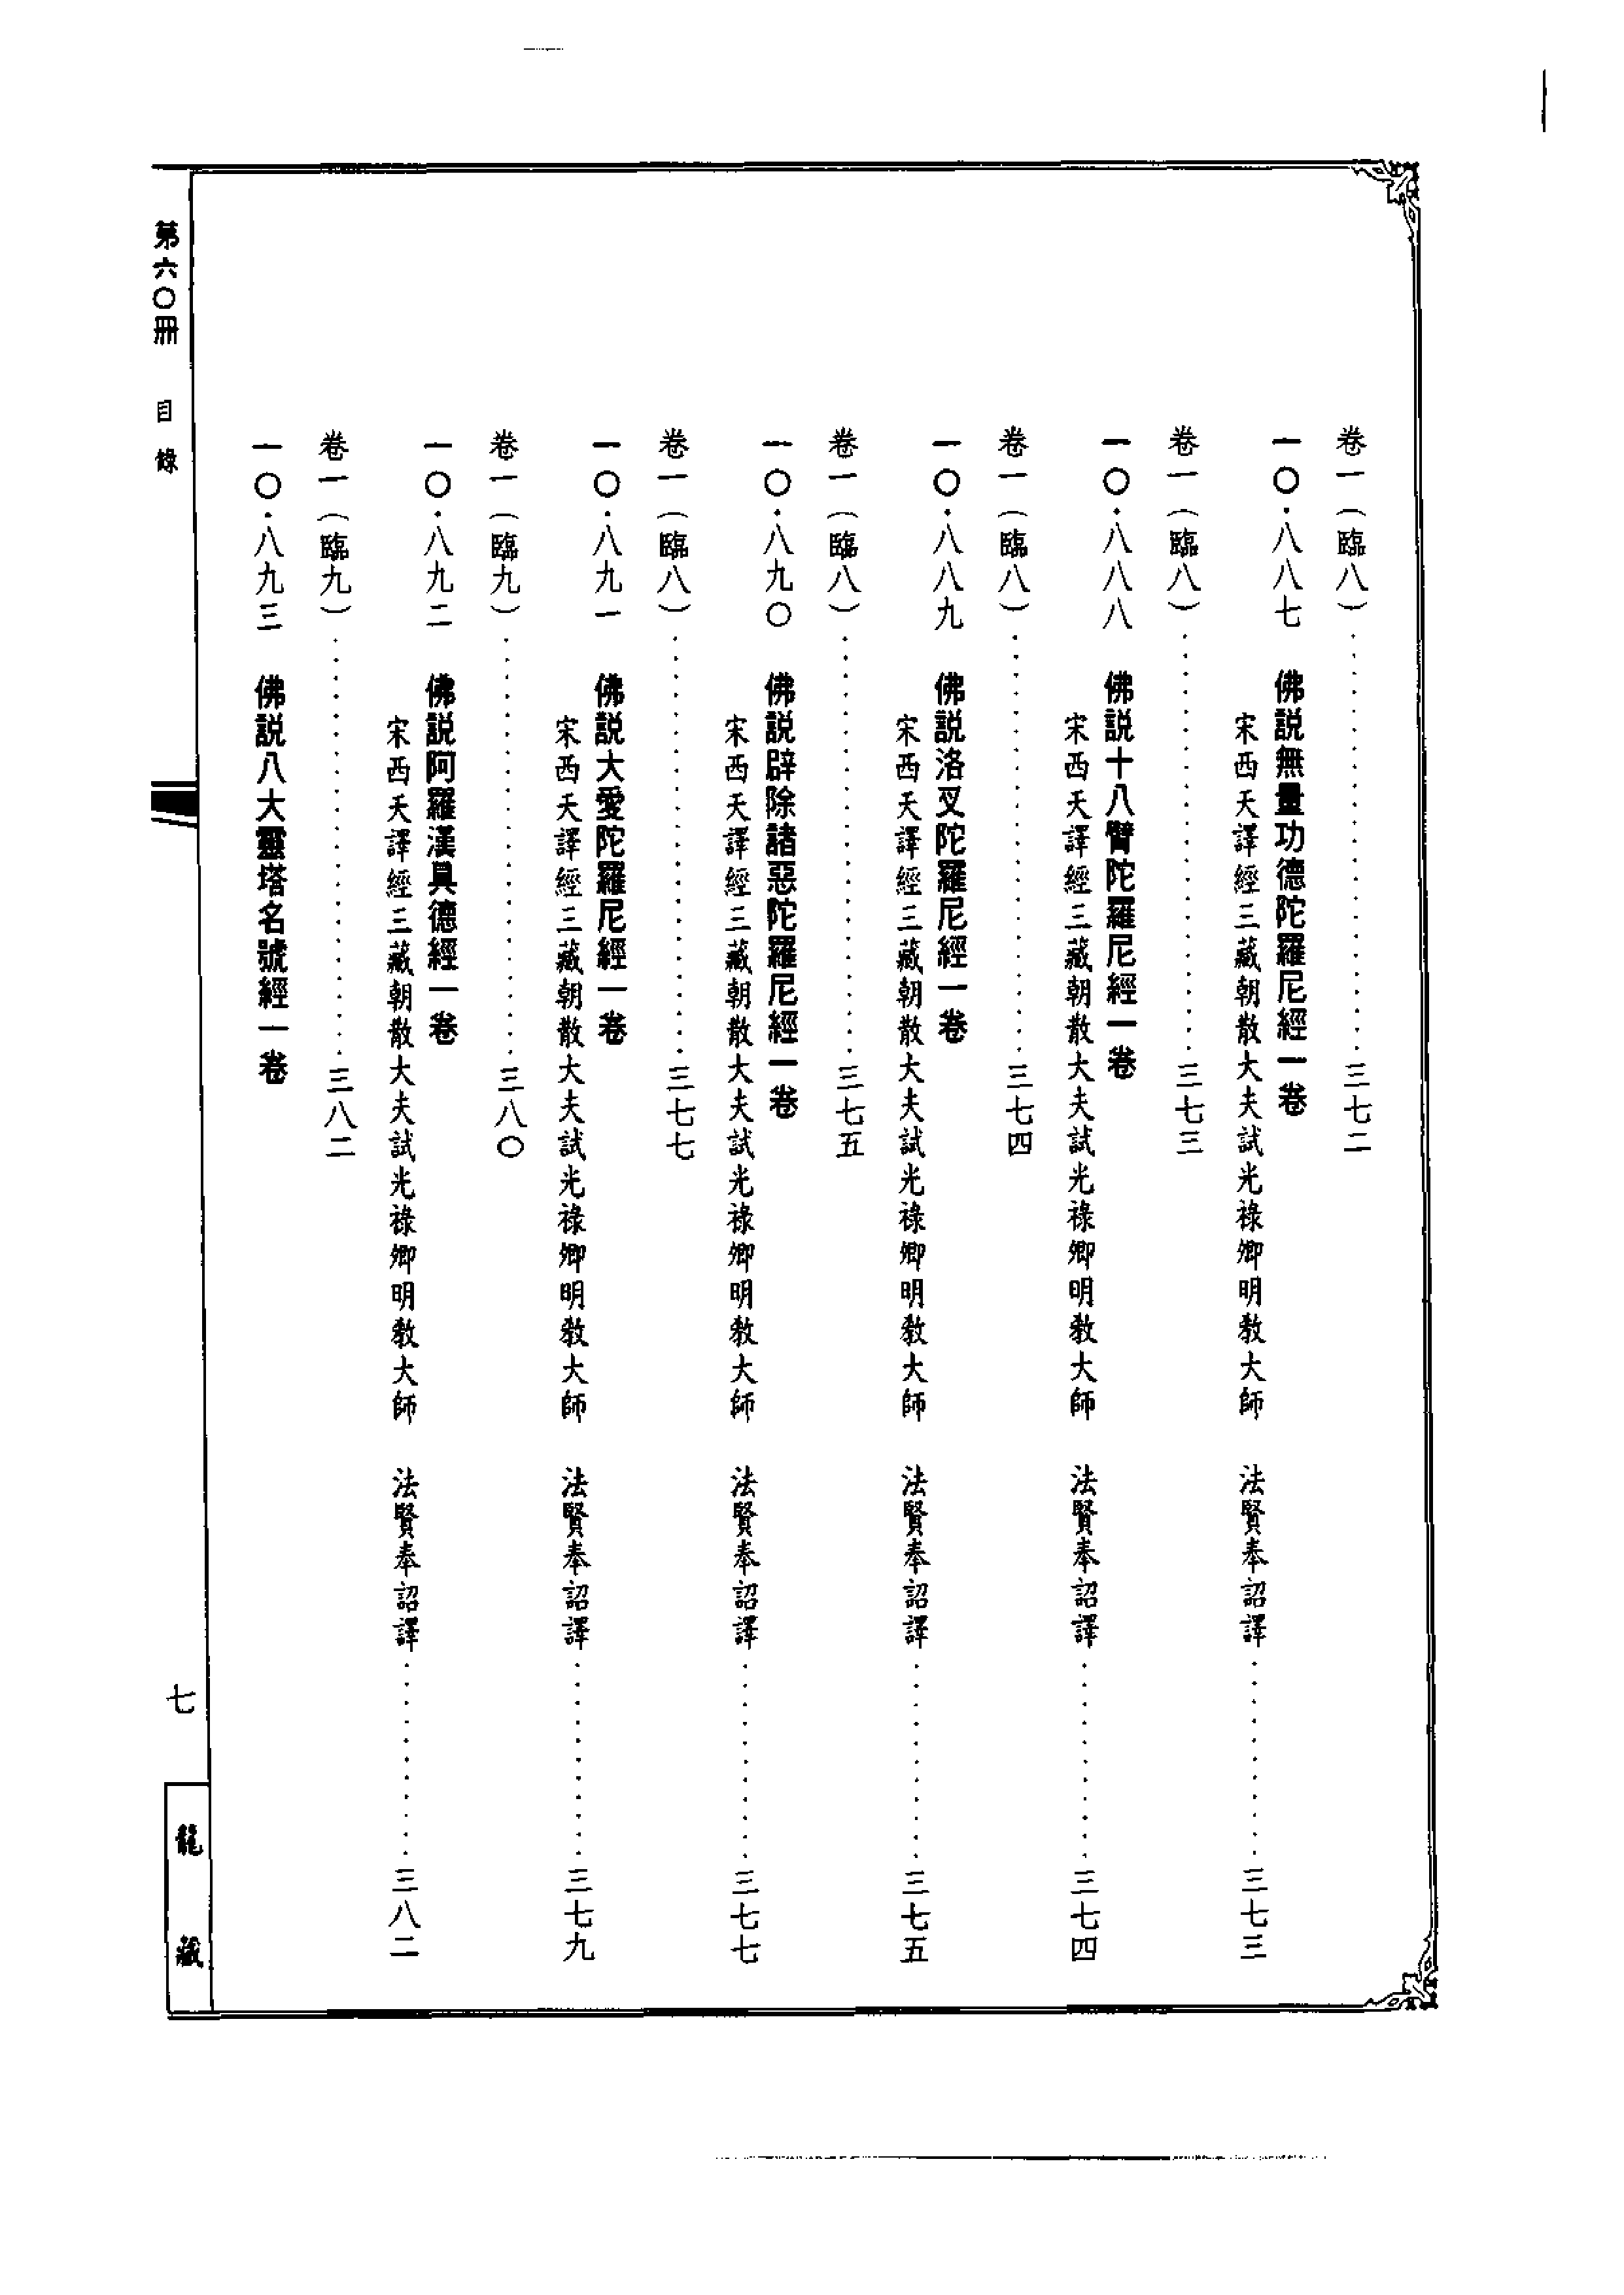 卷一（臨八）………………………三七二
一〇·八八七　佛説無量功德陀羅尼經一卷
宋西天譯經三藏朝散大夫試光祿卿明教大師　法賢奉詔譯…………三七三
卷一（臨八）………………………三七三
一〇·八八八　佛説十八臂陀羅尼經一卷
宋西天譯經三藏朝散大夫試光祿卿明教大師　法賢奉詔譯…………三七四
卷一（臨八）………………………三七四
一〇·八八九　佛説洛叉陀羅尼經一卷
宋西天譯經三藏朝散大夫試光祿卿明教大師　法賢奉詔譯…………三七五
卷一（臨八）………………………三七五
一〇·八九〇　佛説辟除諸惡陀羅尼經一卷
宋西天譯經三藏朝散大夫試光祿卿明教大師　法賢奉詔譯…………三七七
卷一（臨八）………………………三七七
一〇·八九一　佛説大愛陀羅尼經一卷
宋西天譯經三藏朝散大夫試光祿卿明教大師　法賢奉詔譯…………三七九
卷一（臨九）………………………三八〇
一〇·八九二　佛説阿羅漢具德經一卷
宋西天譯經三藏朝散大夫試光祿卿明教大師　法賢奉詔譯…………三八二
卷一（臨九）………………………三八二
一〇·八九三　佛説八大靈塔名號經一卷
第六〇冊　目錄
七
龍藏